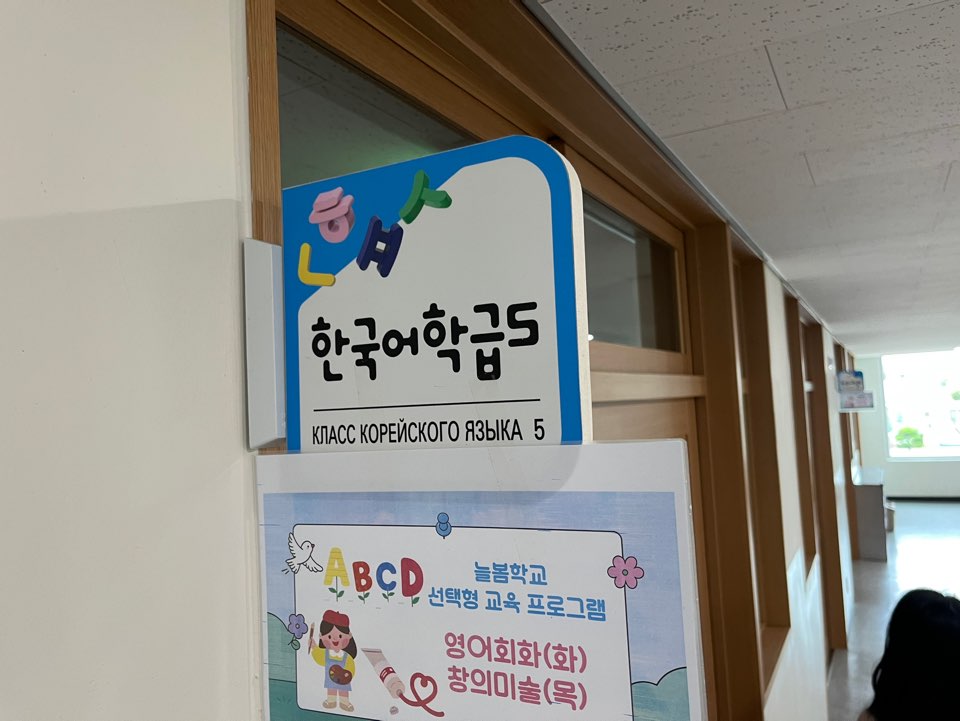 한국어학급5
КЛАСС КОРЕЙСКОГО ЯЗЫКА 5
ABCD
늘봄학교
선택형 교육 프로그램
영어회화(화)
창의미술(목)